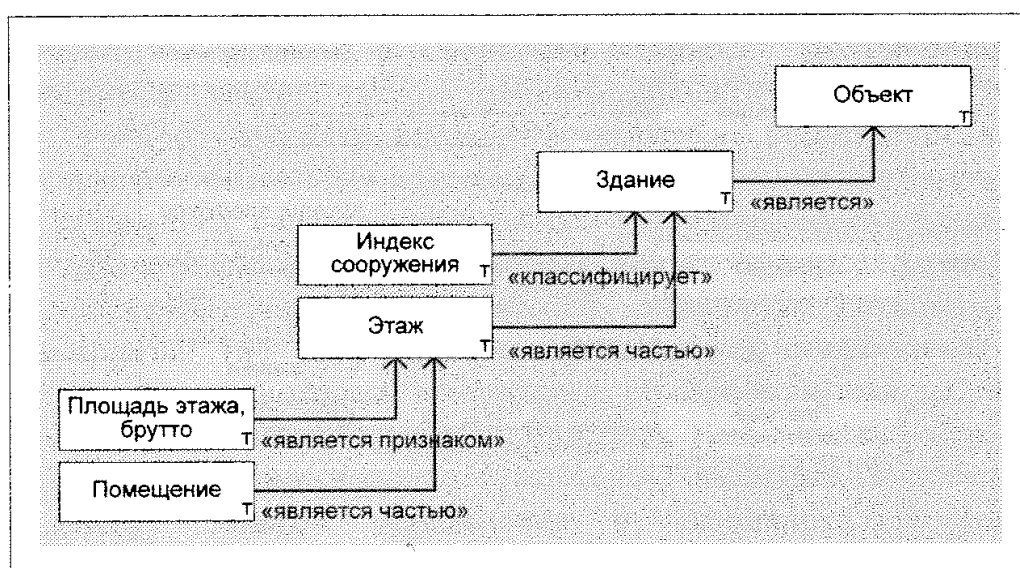 Объект
T
Здание
T
«является»
Индекс
сооружения
T
«классифицирует»
Этаж
T
«является частью»
Площадь этажа,
брутто
T
«является признаком»
Помещение
T
«является частью»